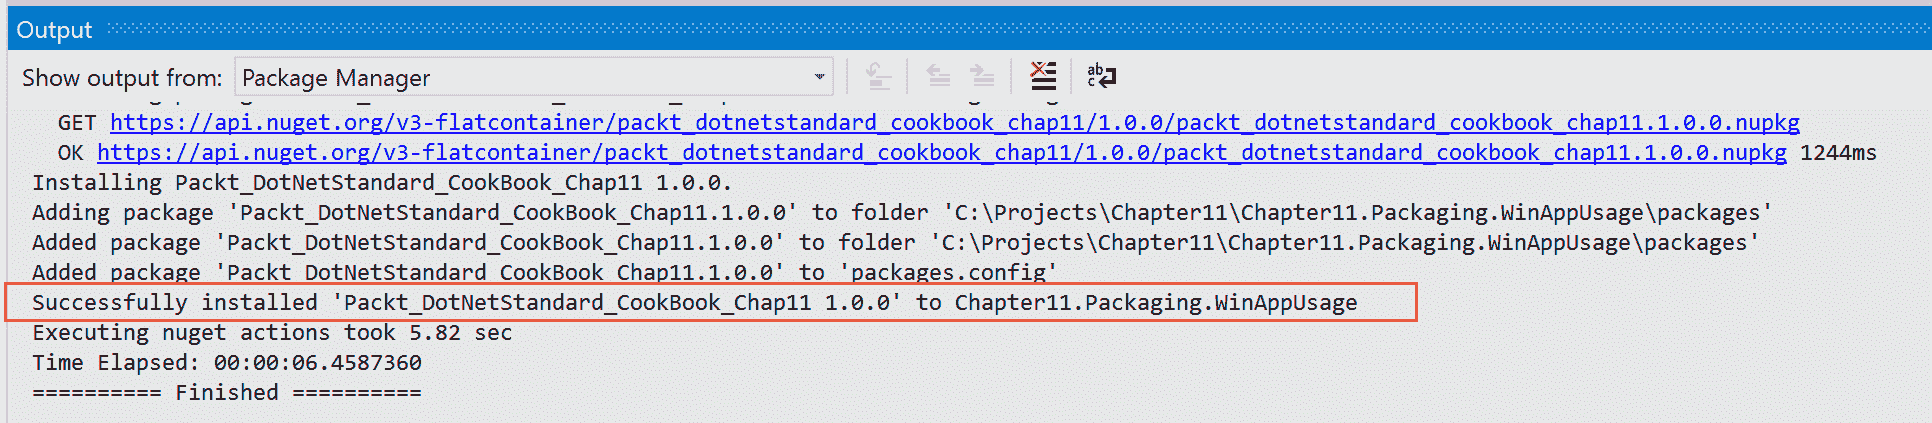 Output
Show output from: Package Manager
abc
GET https://api.nuget.org/v3-flatcontainer/packt_dotnetstandard_cookbook_chap11/1.0.0/packt_dotnetstandard_cookbook_chap11.1.0.0.nupkg
OK https://api.nuget.org/v3-flatcontainer/packt_dotnetstandard_cookbook_chap11/1.0.0/packt_dotnetstandard_cookbook_chap11.1.0.0.nupkg 1244ms
Installing Packt_DotNetStandard_CookBook_Chap11 1.0.0.
Adding package 'Packt_DotNetStandard_CookBook_Chap11.1.0.0' to folder 'C:\Projects\Chapter11\Chapter11.Packaging.WinAppUsage\packages'
Added package 'Packt_DotNetStandard_CookBook_Chap11.1.0.0' to folder 'C:\Projects\Chapter11\Chapter11.Packaging.WinAppUsage\packages'
Added package 'Packt_DotNetStandard_CookBook_Chap11.1.0.0' to 'packages.config'
Successfully installed 'Packt_DotNetStandard_CookBook_Chap11 1.0.0' to Chapter11.Packaging.WinAppUsage
Executing nuget actions took 5.82 sec
Time Elapsed: 00:00:06.4587360
========== Finished ==========